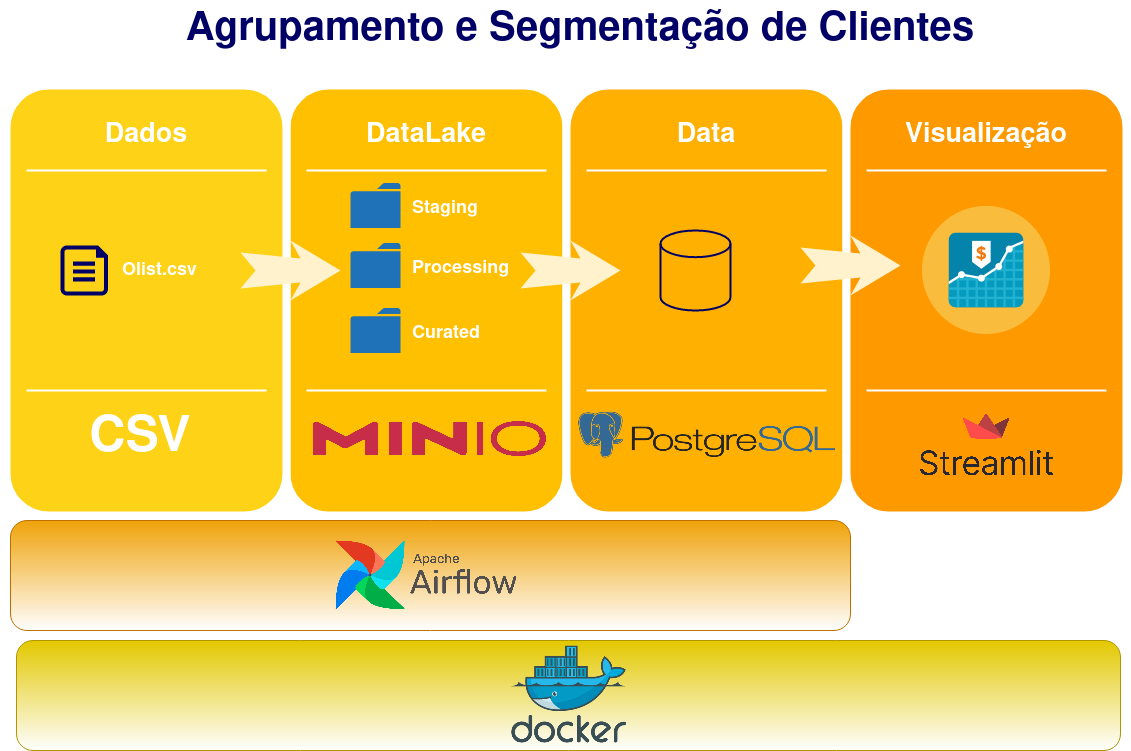 Agrupamento e Segmentação de Clientes
Dados
Olist.csv
CSV
DataLake
Staging
Processing
Curated
MINIO
Data
PostgreSQL
Visualização
$
Streamlit
Apache
Airflow
docker